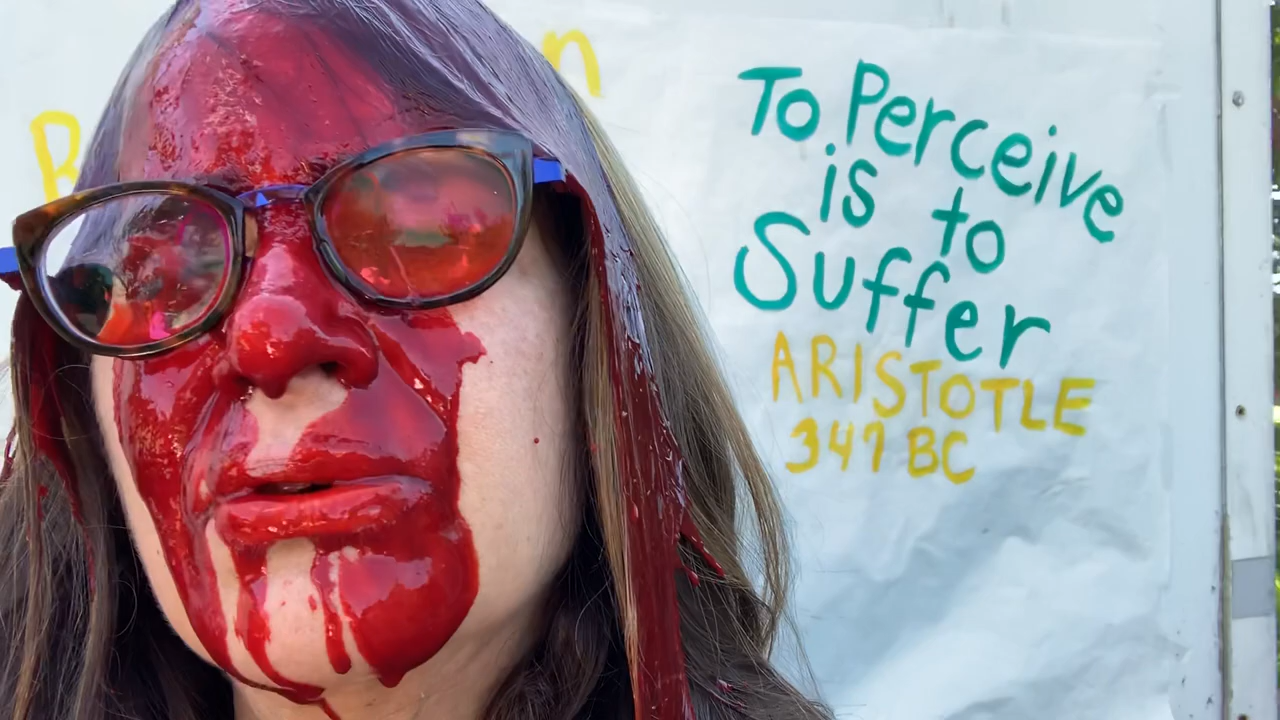 To Perceive
is to
Suffer
ARISTOTLE
347 BC